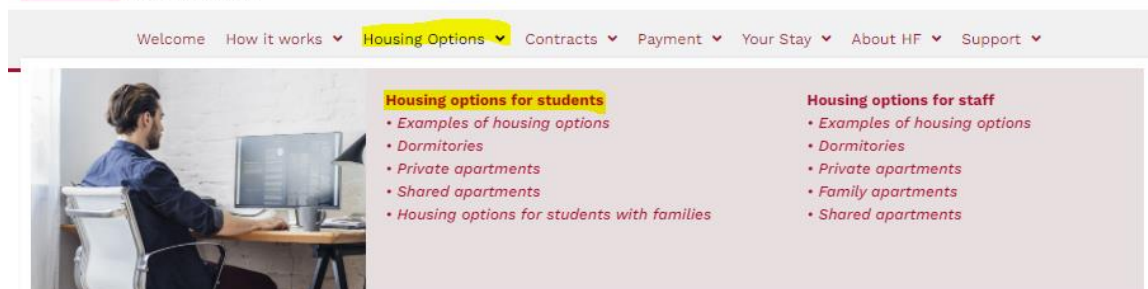 Welcome How it works Housing Options Contracts Payment Your Stay About HF Support
Housing options for students
• Examples of housing options
• Dormitories
• Private apartments
• Shared apartments
• Housing options for students with families
Housing options for staff
• Examples of housing options
• Dormitories
• Private apartments
• Family apartments
• Shared apartments